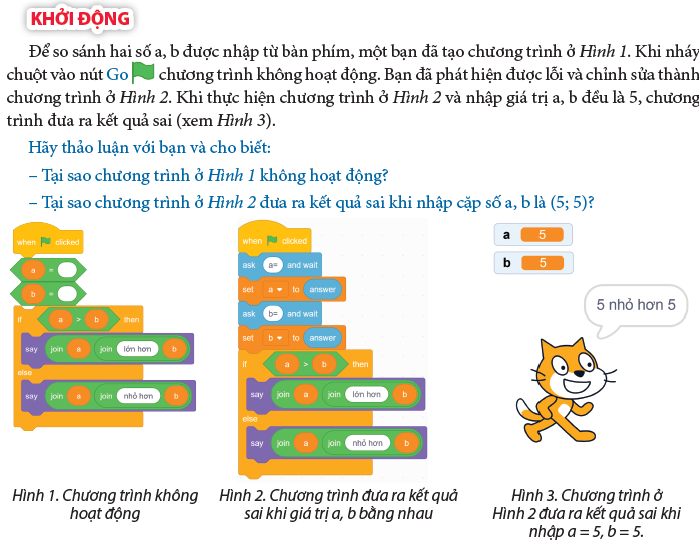 KHỞI ĐỘNG
Để so sánh hai số a, b được nhập từ bàn phím, một bạn đã tạo chương trình ở Hình 1. Khi nháy
chuột vào nút Go chương trình không hoạt động. Bạn đã phát hiện được lỗi và chỉnh sửa thành
chương trình ở Hình 2. Khi thực hiện chương trình ở Hình 2 và nhập giá trị a, b đều là 5, chương
trình đưa ra kết quả sai (xem Hình 3).
Hãy thảo luận với bạn và cho biết:
– Tại sao chương trình ở Hình 1 không hoạt động?
– Tại sao chương trình ở Hình 2 đưa ra kết quả sai khi nhập cặp số a, b là (5; 5)?
when clicked
a =
b =
if a > b then
say join a join lớn hơn b
else
say join a join nhỏ hơn b
Hình 1. Chương trình không
hoạt động
when clicked
ask a= and wait
set a to answer
ask b= and wait
set b to answer
if a > b then
say join a join lớn hơn b
else
say join a join nhỏ hơn b
Hình 2. Chương trình đưa ra kết quả
sai khi giá trị a, b bằng nhau
a 5
b 5
5 nhỏ hơn 5
Hình 3. Chương trình ở
Hình 2 đưa ra kết quả sai khi
nhập a = 5, b = 5.